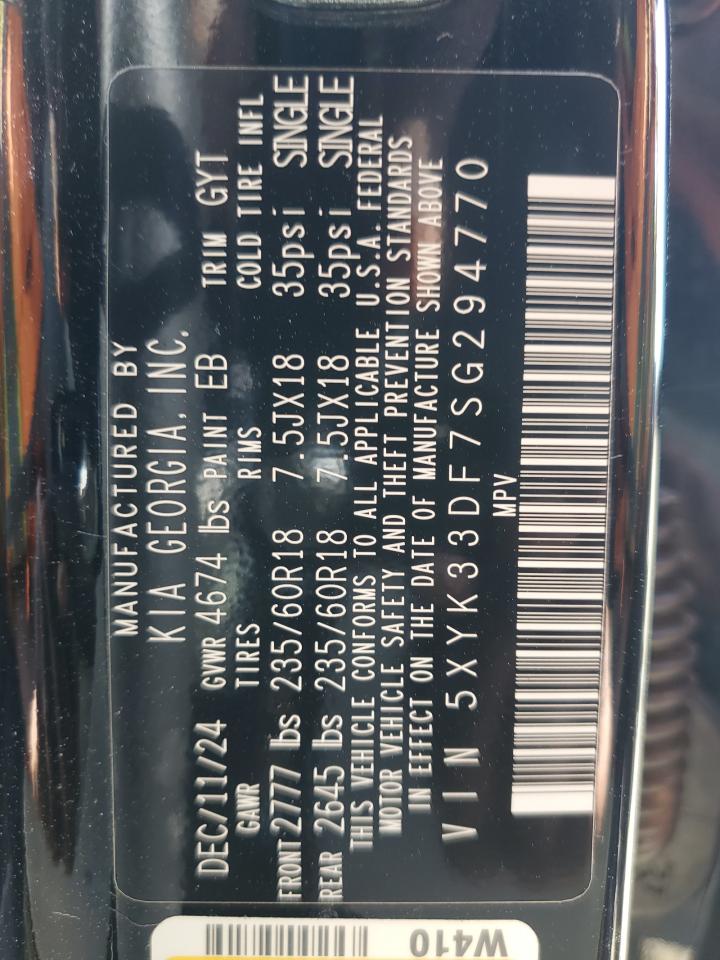 MANUFACTURED BY
KIA GEORGIA, INC.
DEC/11/24 GVWR 4674 lbs PAINT EB TRIM GYT
GAWR TIRES RIMS COLD TIRE INFL
FRONT 2777 lbs 235/60R18 7.5JX18 35psi SINGLE
REAR 2645 lbs 235/60R18 7.5JX18 35psi SINGLE
THIS VEHICLE CONFORMS TO ALL APPLICABLE U.S.A. FEDERAL
MOTOR VEHICLE SAFETY AND THEFT PREVENTION STANDARDS
IN EFFECT ON THE DATE OF MANUFACTURE SHOWN ABOVE
VIN 5XYK33DF7SG294770
MPV
W410